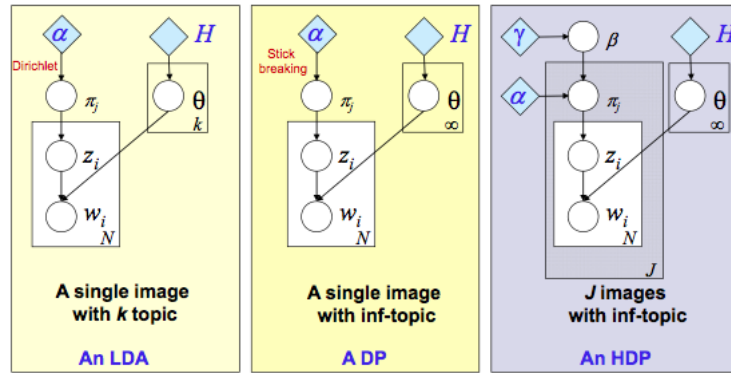 α
H
Dirichlet
π_j
θ
k
z_i
w_i
N
A single image
with k topic
An LDA
α
H
Stick
breaking
π_j
θ
∞
z_i
w_i
N
A single image
with inf-topic
A DP
γ
β
H
α
π_j
θ
∞
z_i
w_i
N
J
J images
with inf-topic
An HDP